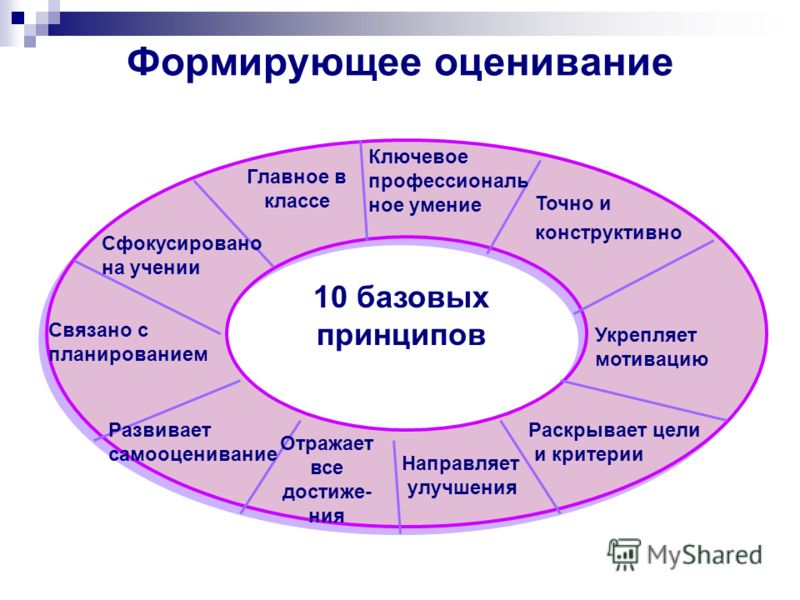 Формирующее оценивание
Ключевое
профессиональ
ное умение
Главное в
классе
Точно и
конструктивно
Сфокусировано
на учении
10 базовых
принципов
Связано с
планированием
Укрепляет
мотивацию
Развивает
самооценивание
Раскрывает цели
и критерии
Отражает
все
достиже-
ния
Направляет
улучшения
MyShared